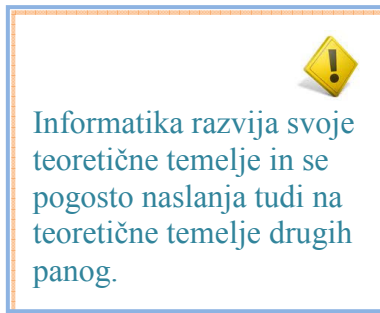 Informatika razvija svoje
teoretične temelje in se
pogosto naslanja tudi na
teoretične temelje drugih
panog.